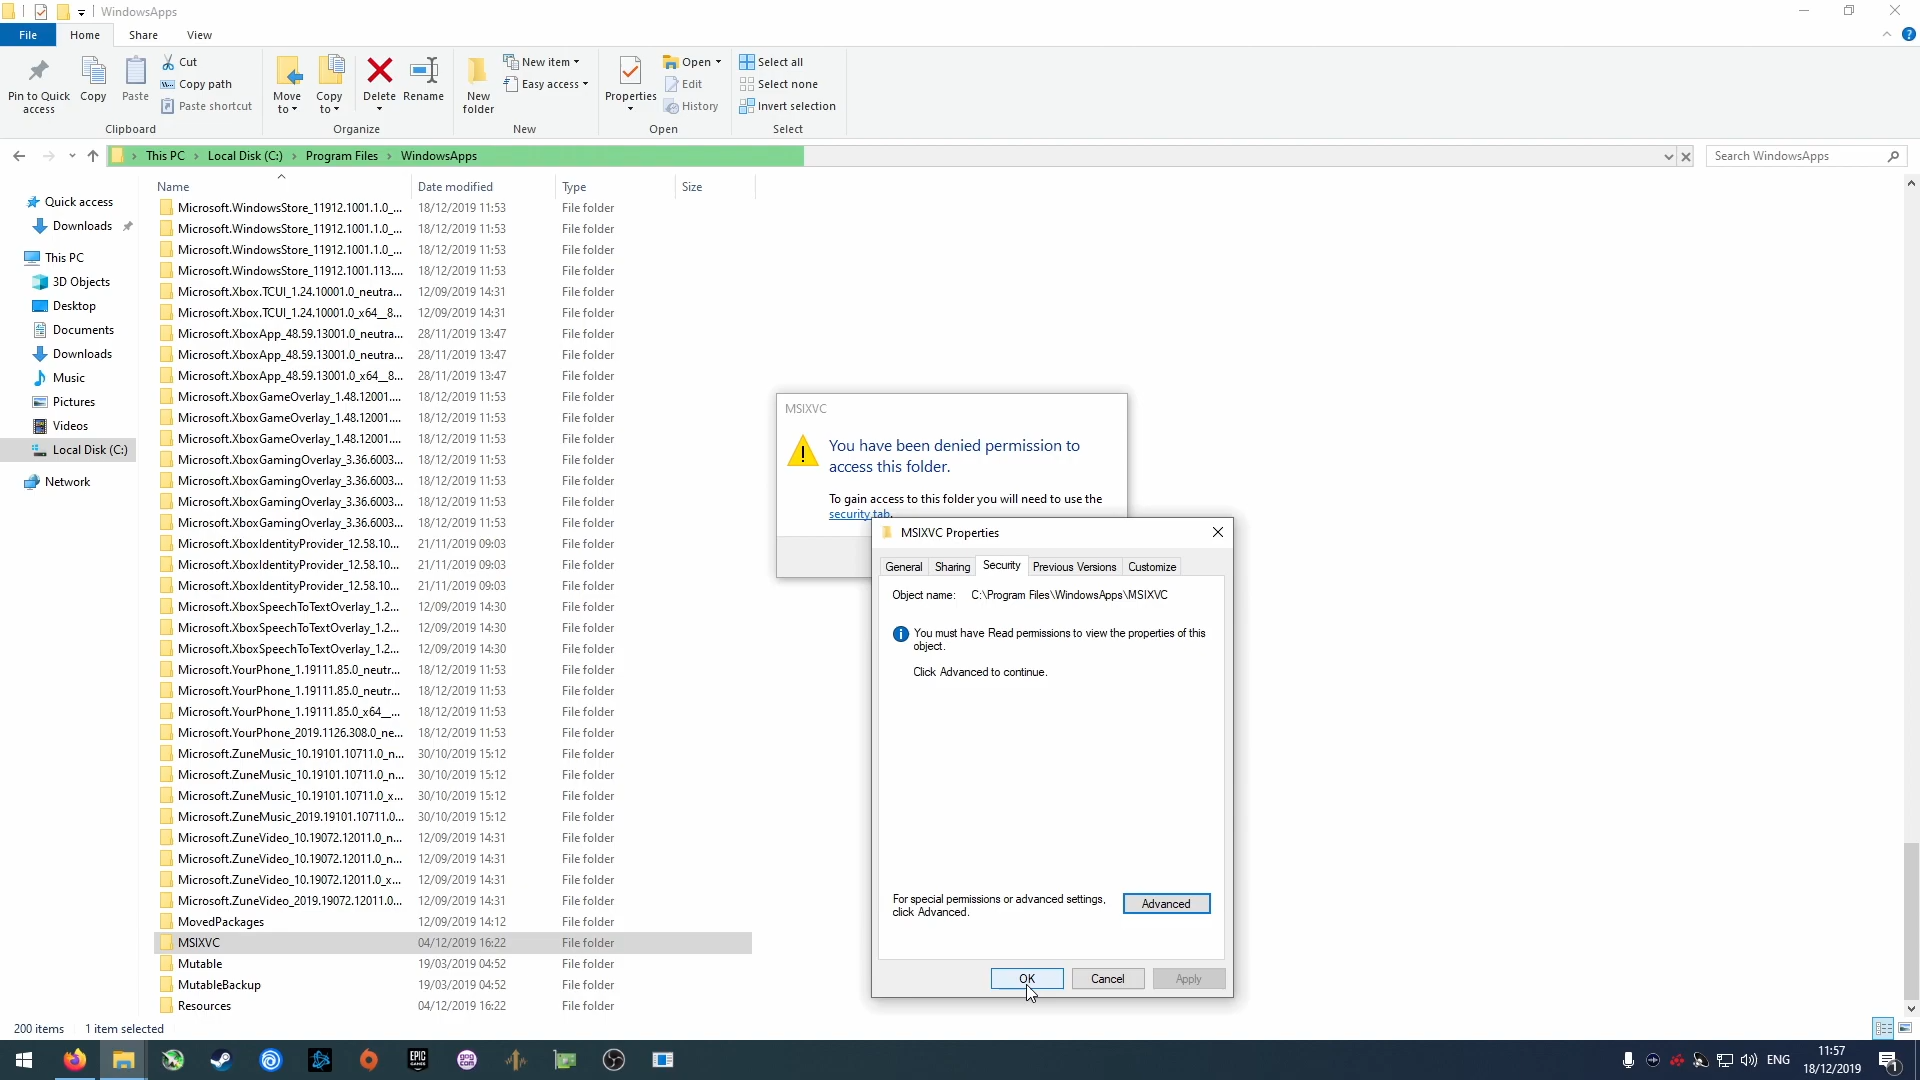 WindowsApps
File
Home
Share
View
Pin to Quick
access
Copy
Paste
Cut
Copy path
Paste shortcut
Clipboard
Move
to
Copy
to
Delete
Rename
Organize
New
folder
New item
Easy access
New
Properties
Open
Edit
History
Open
Select all
Select none
Invert selection
Select
This PC
Local Disk (C:)
Program Files
WindowsApps
Search WindowsApps
Quick access
Downloads
This PC
3D Objects
Desktop
Documents
Downloads
Music
Pictures
Videos
Local Disk (C:)
Network
Name Date modified Type Size
Microsoft.WindowsStore_11912.1001.1.0_... 18/12/2019 11:53 File folder
Microsoft.WindowsStore_11912.1001.1.0_... 18/12/2019 11:53 File folder
Microsoft.WindowsStore_11912.1001.1.0_... 18/12/2019 11:53 File folder
Microsoft.WindowsStore_11912.1001.113.... 18/12/2019 11:53 File folder
Microsoft.Xbox.TCUI_1.24.10001.0_neutra... 12/09/2019 14:31 File folder
Microsoft.Xbox.TCUI_1.24.10001.0_x64__8... 12/09/2019 14:31 File folder
Microsoft.XboxApp_48.59.13001.0_neutra... 28/11/2019 13:47 File folder
Microsoft.XboxApp_48.59.13001.0_neutra... 28/11/2019 13:47 File folder
Microsoft.XboxApp_48.59.13001.0_x64__8... 28/11/2019 13:47 File folder
Microsoft.XboxGameOverlay_1.48.12001.... 18/12/2019 11:53 File folder
Microsoft.XboxGameOverlay_1.48.12001.... 18/12/2019 11:53 File folder
Microsoft.XboxGameOverlay_1.48.12001.... 18/12/2019 11:53 File folder
Microsoft.XboxGamingOverlay_3.36.6003... 18/12/2019 11:53 File folder
Microsoft.XboxGamingOverlay_3.36.6003... 18/12/2019 11:53 File folder
Microsoft.XboxGamingOverlay_3.36.6003... 18/12/2019 11:53 File folder
Microsoft.XboxGamingOverlay_3.36.6003... 18/12/2019 11:53 File folder
Microsoft.XboxIdentityProvider_12.58.10... 21/11/2019 09:03 File folder
Microsoft.XboxIdentityProvider_12.58.10... 21/11/2019 09:03 File folder
Microsoft.XboxIdentityProvider_12.58.10... 21/11/2019 09:03 File folder
Microsoft.XboxSpeechToTextOverlay_1.2... 12/09/2019 14:30 File folder
Microsoft.XboxSpeechToTextOverlay_1.2... 12/09/2019 14:30 File folder
Microsoft.XboxSpeechToTextOverlay_1.2... 12/09/2019 14:30 File folder
Microsoft.YourPhone_1.19111.85.0_neutr... 18/12/2019 11:53 File folder
Microsoft.YourPhone_1.19111.85.0_neutr... 18/12/2019 11:53 File folder
Microsoft.YourPhone_1.19111.85.0_x64__... 18/12/2019 11:53 File folder
Microsoft.YourPhone_2019.1126.308.0_ne... 18/12/2019 11:53 File folder
Microsoft.ZuneMusic_10.19101.10711.0_n... 30/10/2019 15:12 File folder
Microsoft.ZuneMusic_10.19101.10711.0_n... 30/10/2019 15:12 File folder
Microsoft.ZuneMusic_10.19101.10711.0_x... 30/10/2019 15:12 File folder
Microsoft.ZuneMusic_2019.19101.10711.0... 30/10/2019 15:12 File folder
Microsoft.ZuneVideo_10.19072.12011.0_n... 12/09/2019 14:31 File folder
Microsoft.ZuneVideo_10.19072.12011.0_n... 12/09/2019 14:31 File folder
Microsoft.ZuneVideo_10.19072.12011.0_x... 12/09/2019 14:31 File folder
Microsoft.ZuneVideo_2019.19072.12011.0... 12/09/2019 14:31 File folder
MovedPackages 12/09/2019 14:12 File folder
MSIXVC 04/12/2019 16:22 File folder
Mutable 19/03/2019 04:52 File folder
MutableBackup 19/03/2019 04:52 File folder
Resources 04/12/2019 16:22 File folder
MSIXVC
You have been denied permission to
access this folder.
To gain access to this folder you will need to use the
security tab.
MSIXVC Properties
General Sharing Security Previous Versions Customize
Object name: C:\Program Files\WindowsApps\MSIXVC
You must have Read permissions to view the properties of this
object.
Click Advanced to continue.
For special permissions or advanced settings,
click Advanced.
Advanced
OK Cancel Apply
200 items 1 item selected
EPIC
GAMES
GOG
COM
ENG
11:57
18/12/2019
1